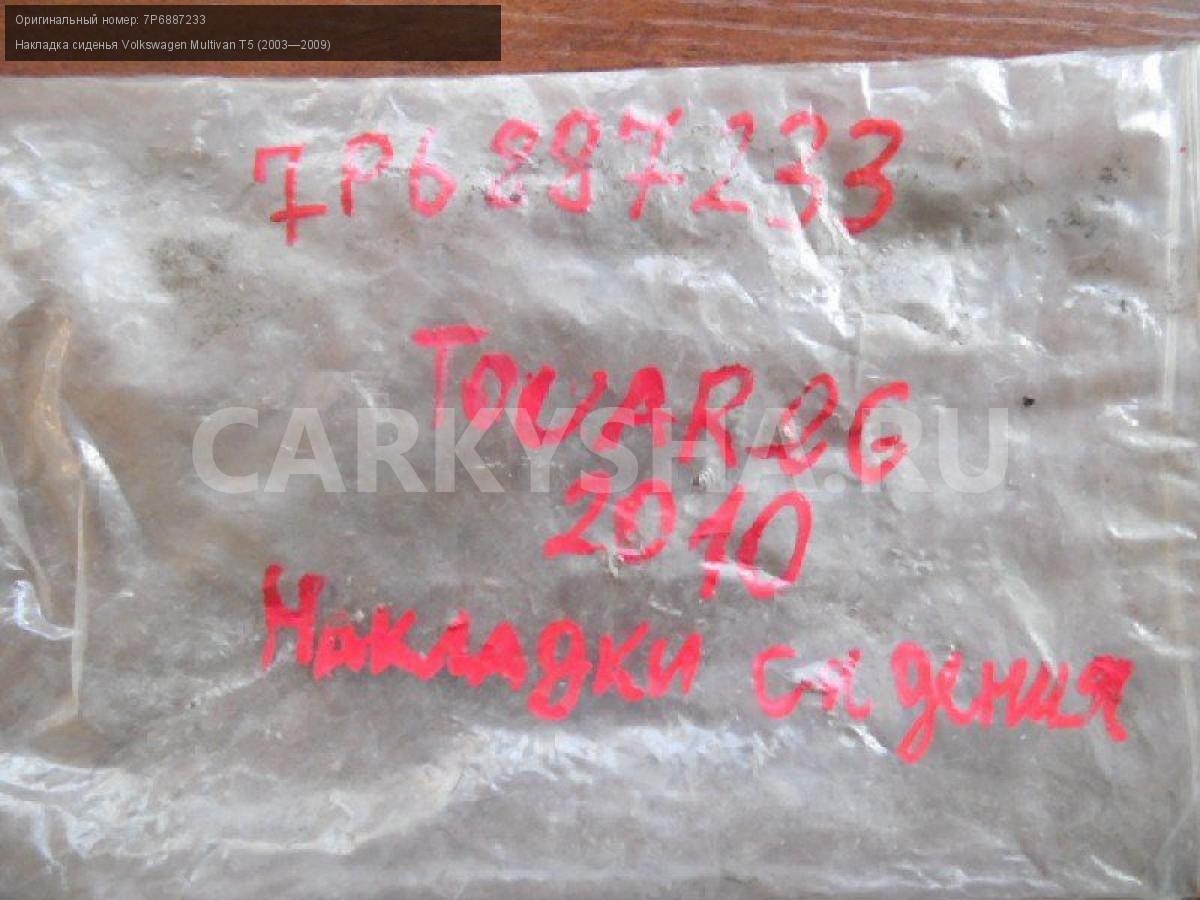 Оригинальный номер: 7P6887233
Накладка сиденья Volkswagen Multivan T5 (2003—2009)
7P6887233
TOUAReG
CARKYSHA.RU
2010
Накладки сидения